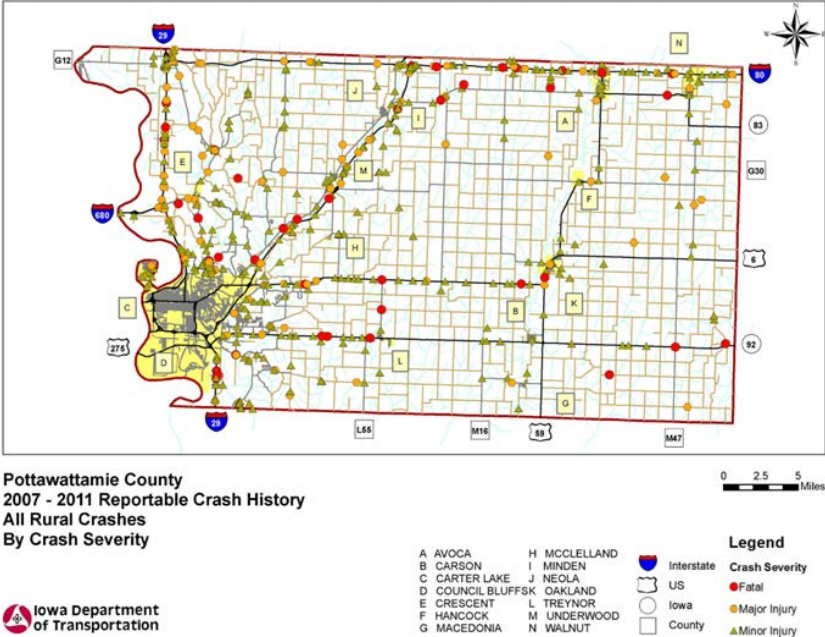 N
W E
S
29
N
G12
80
J
I
A
83
E
M
G30
680
F
H
6
C
B
K
275
D
L
92
G
29
L55
M16
59
M47
Pottawattamie County
2007 - 2011 Reportable Crash History
All Rural Crashes
By Crash Severity
0 2.5 5
Miles
A AVOCA H MCCLELLAND
B CARSON I MINDEN
C CARTER LAKE J NEOLA
D COUNCIL BLUFFSK OAKLAND
E CRESCENT L TREYNOR
F HANCOCK M UNDERWOOD
G MACEDONIA N WALNUT
Interstate
US
Iowa
County
Legend
Crash Severity
Fatal
Major Injury
Minor Injury
Iowa Department
of Transportation